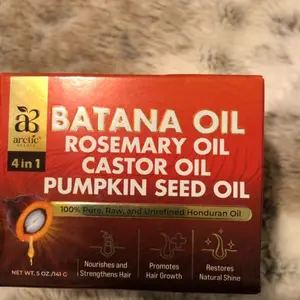 arctic
4 in 1
BATANA OIL
ROSEMARY OIL
CASTOR OIL
PUMPKIN SEED OIL
100% Pure, Raw, and Unrefined Honduran Oil
Nourishes and
Strengthens Hair
Promotes
Hair Growth
Restores
Natural Shine
NET WT. 5 OZ./141 G